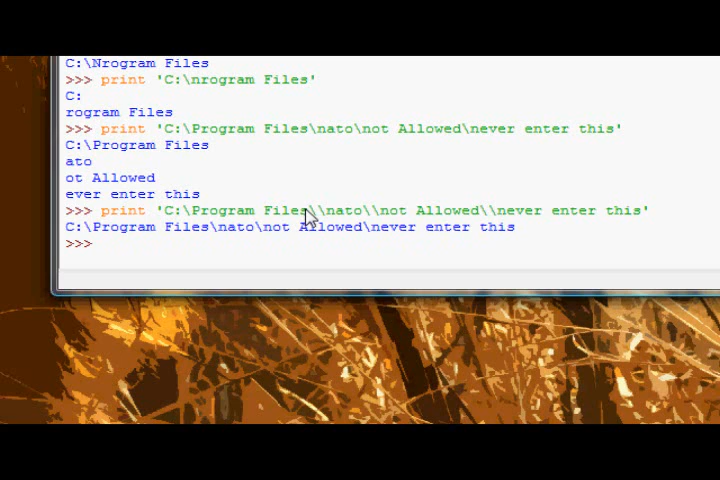 C:\Nrogram Files
>>> print 'C:\nrogram Files'
C:
rogram Files
>>> print 'C:\Program Files\nato\not Allowed\never enter this'
C:\Program Files
ato
ot Allowed
ever enter this
>>> print 'C:\Program Files\\nato\\not Allowed\\never enter this'
C:\Program Files\nato\not Allowed\never enter this
>>>